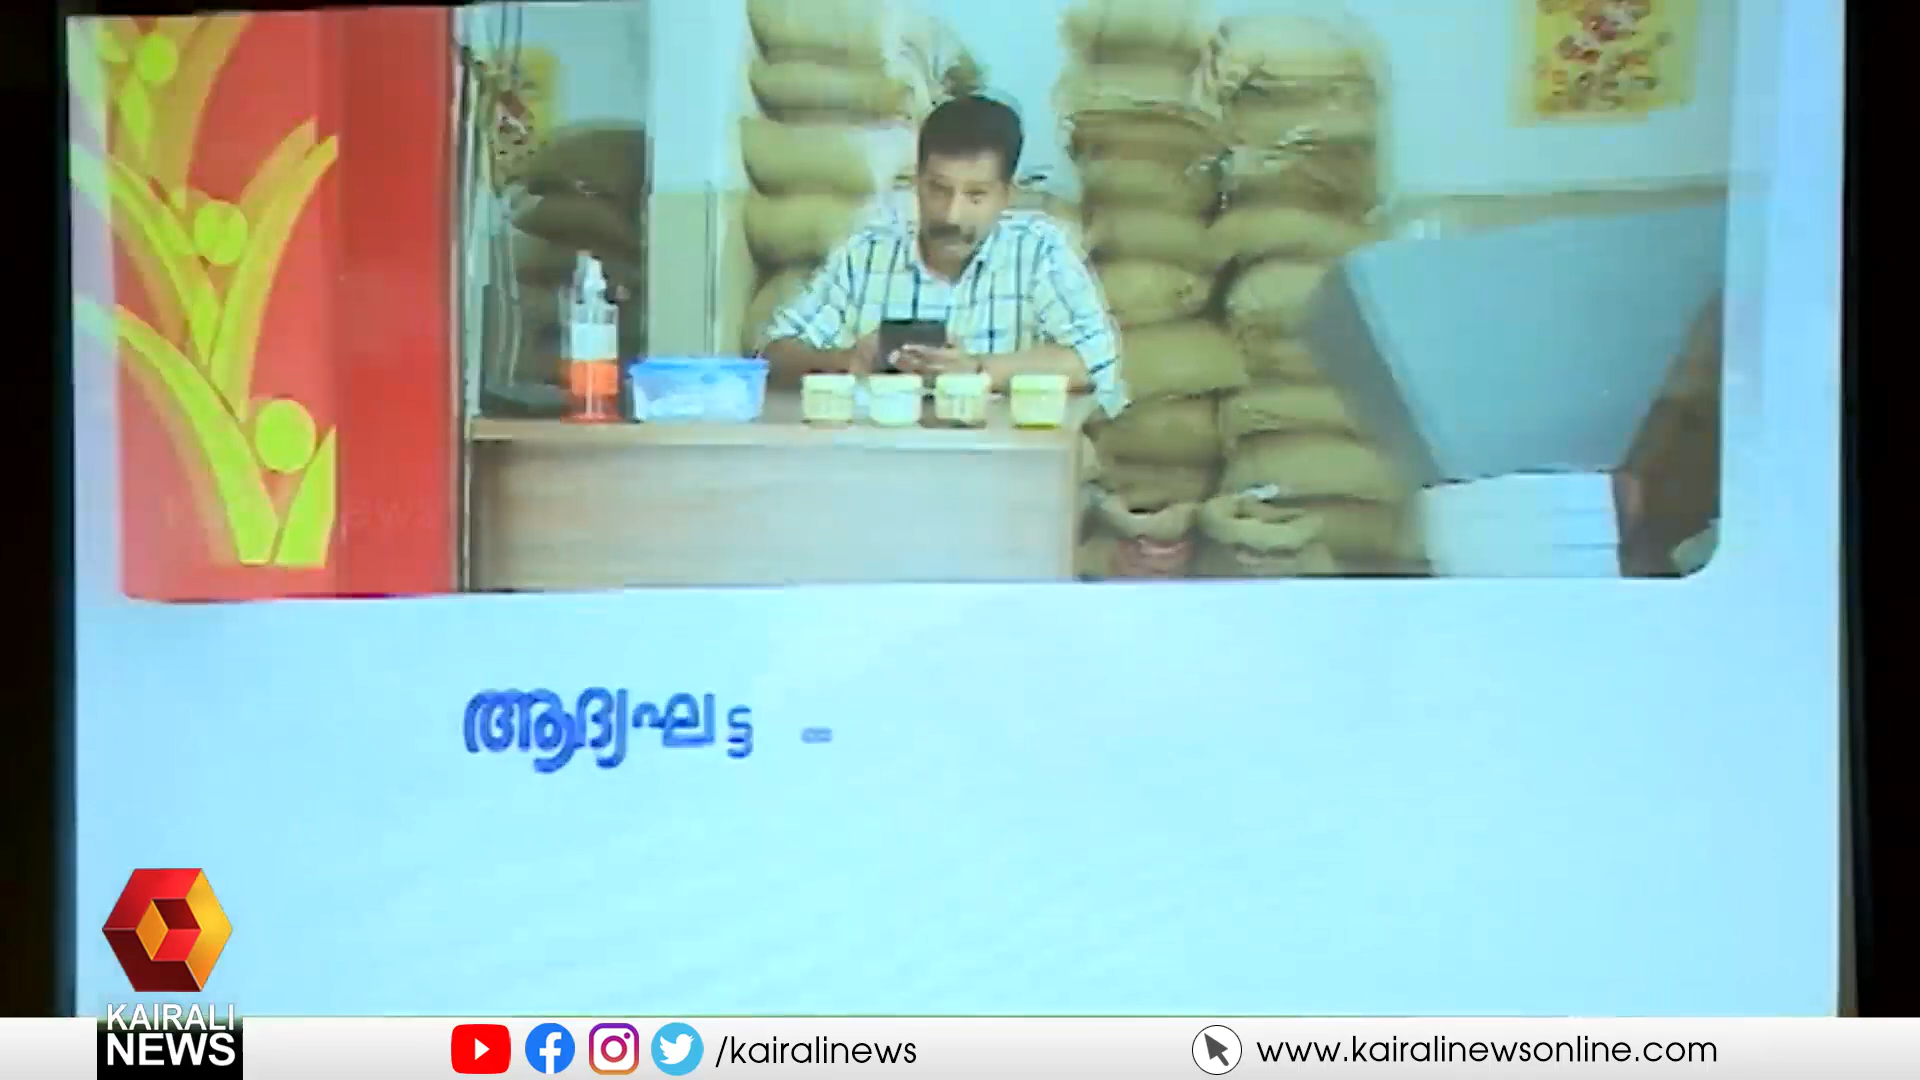 ആദ്യഘട്ട
KAIRALI
NEWS
/kairalinews
www.kairalinewsonline.com